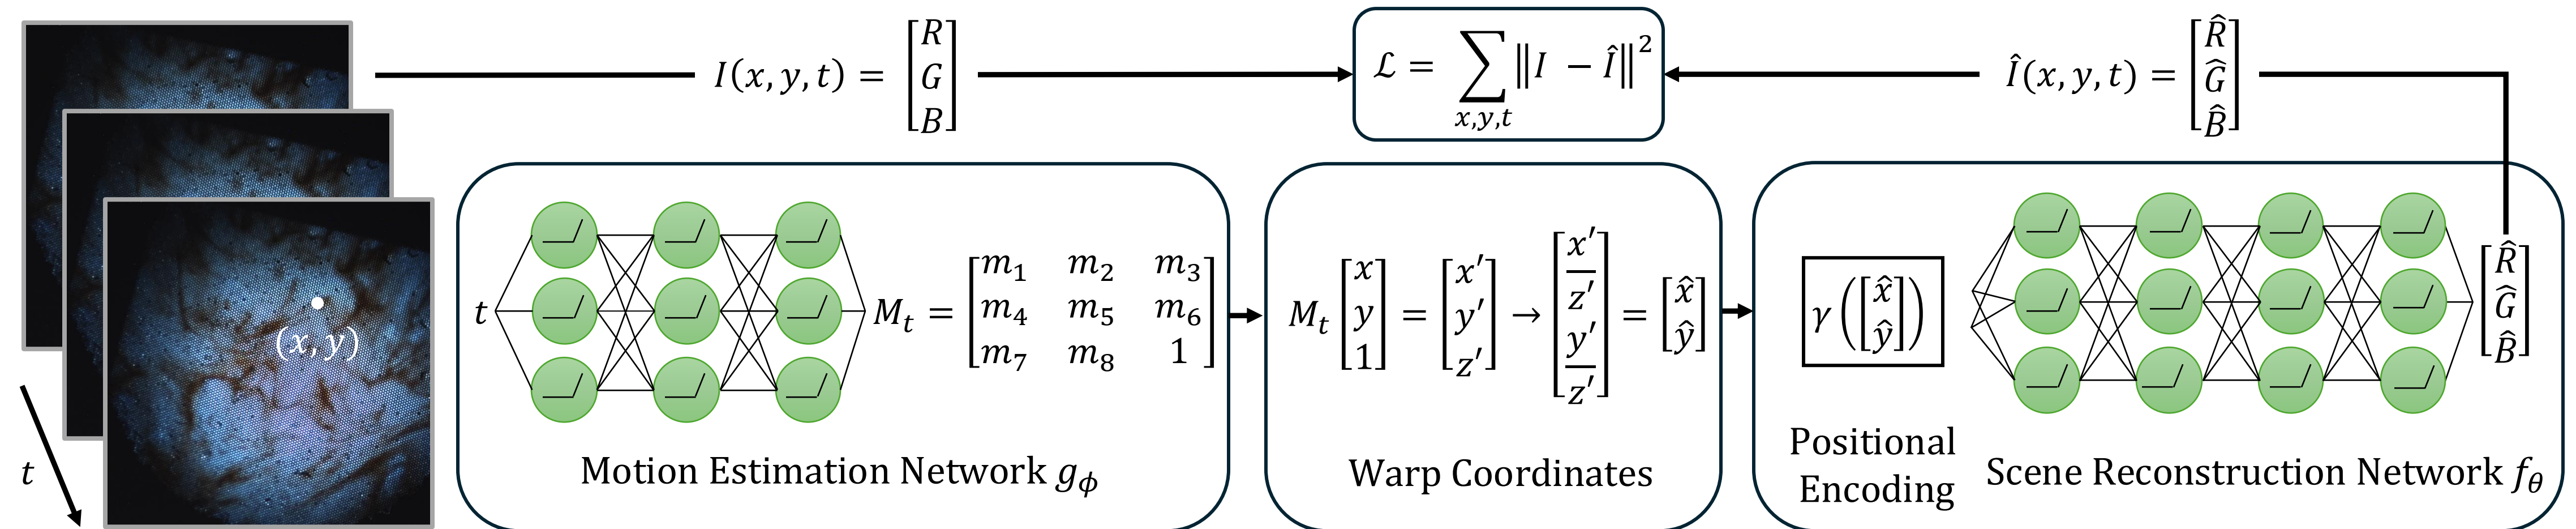 I(x, y, t) = [R G B]
ℒ = ∑_{x,y,t} ‖I − Î‖²
Î(x, y, t) = [R̂ Ĝ B̂]
(x, y)
t
t
M_t = [m₁ m₂ m₃
m₄ m₅ m₆
m₇ m₈ 1]
Motion Estimation Network g_ϕ
M_t [x y 1] = [x′ y′ z′] → [x′/z′ y′/z′] = [x̂ ŷ]
Warp Coordinates
γ([x̂ ŷ])
Positional
Encoding
[R̂ Ĝ B̂]
Scene Reconstruction Network f_θ